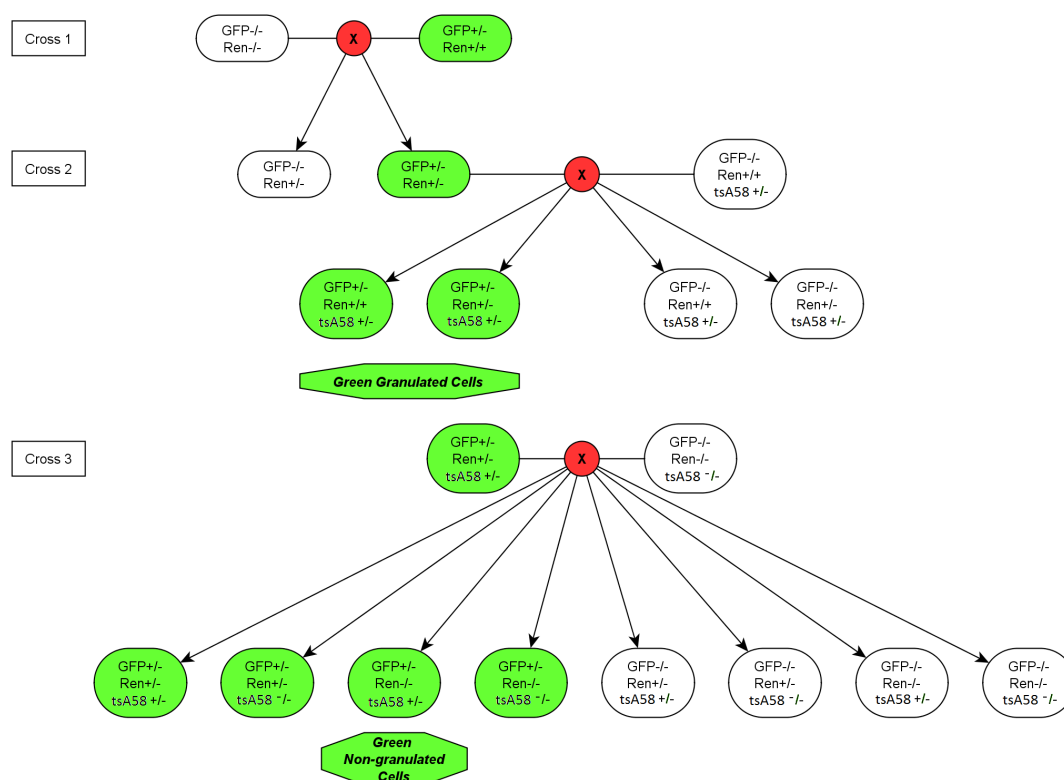 Cross 1
GFP-/-
Ren-/-
X
GFP+/-
Ren+/+
Cross 2
GFP-/-
Ren+/-
GFP+/-
Ren+/-
X
GFP-/-
Ren+/+
tsA58 +/-
GFP+/-
Ren+/+
tsA58 +/-
GFP+/-
Ren+/-
tsA58 +/-
GFP-/-
Ren+/+
tsA58 +/-
GFP-/-
Ren+/-
tsA58 +/-
Green Granulated Cells
Cross 3
GFP+/-
Ren+/-
tsA58 +/-
X
GFP-/-
Ren-/-
tsA58 -/-
GFP+/-
Ren+/-
tsA58 +/-
GFP+/-
Ren+/-
tsA58 -/-
GFP+/-
Ren-/-
tsA58 +/-
GFP+/-
Ren-/-
tsA58 -/-
GFP-/-
Ren+/-
tsA58 +/-
GFP-/-
Ren+/-
tsA58 -/-
GFP-/-
Ren-/-
tsA58 +/-
GFP-/-
Ren-/-
tsA58 -/-
Green
Non-granulated
Cells